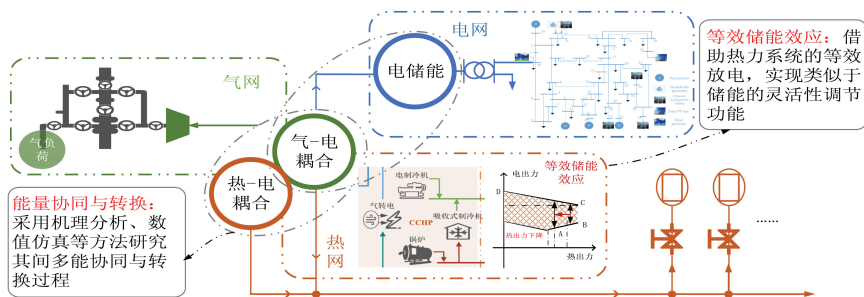 电网
等效储能效应：借
助热力系统的等效
放电，实现类似于
储能的灵活性调节
功能
气网
电储能
气负
荷
气-电
耦合
热-电
耦合
能量协同与转换：
采用机理分析、数
值仿真等方法研究
其间多能协同与转
换过程
热
网
电制冷机
气转电
CCHP
吸收式制冷机
锅炉
等效储能
效应
电出力
D
C
B
A
热出力下降
热出力
......